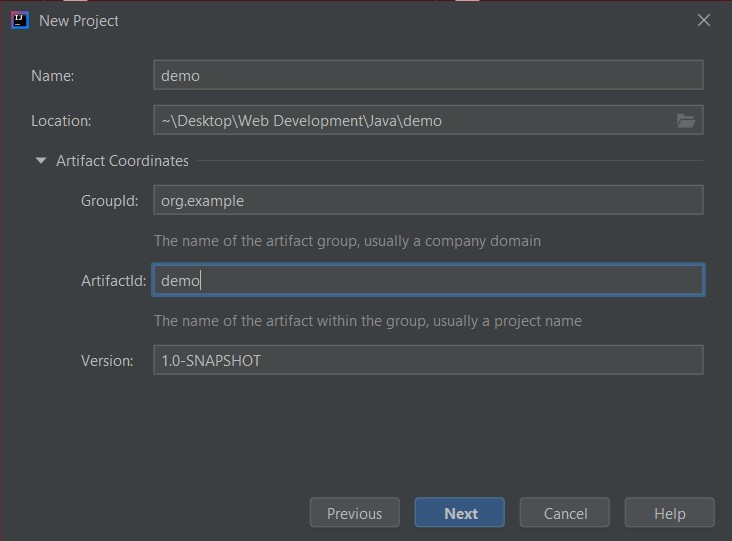 New Project
Name: demo
Location: ~\Desktop\Web Development\Java\demo
Artifact Coordinates
GroupId: org.example
The name of the artifact group, usually a company domain
ArtifactId: demo
The name of the artifact within the group, usually a project name
Version: 1.0-SNAPSHOT
Previous Next Cancel Help